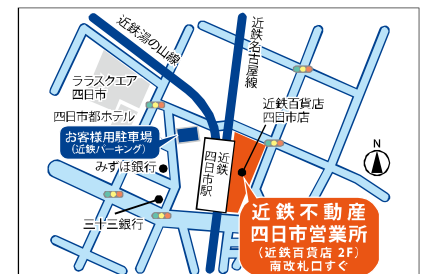 近鉄湯の山線
近鉄名古屋線
ララスクエア
四日市
近鉄百貨店
四日市店
四日市都ホテル
お客様用駐車場
(近鉄パーキング)
近鉄
四日市駅
みずほ銀行
N
三十三銀行
近鉄不動産
四日市営業所
(近鉄百貨店 2F)
南改札口すぐ